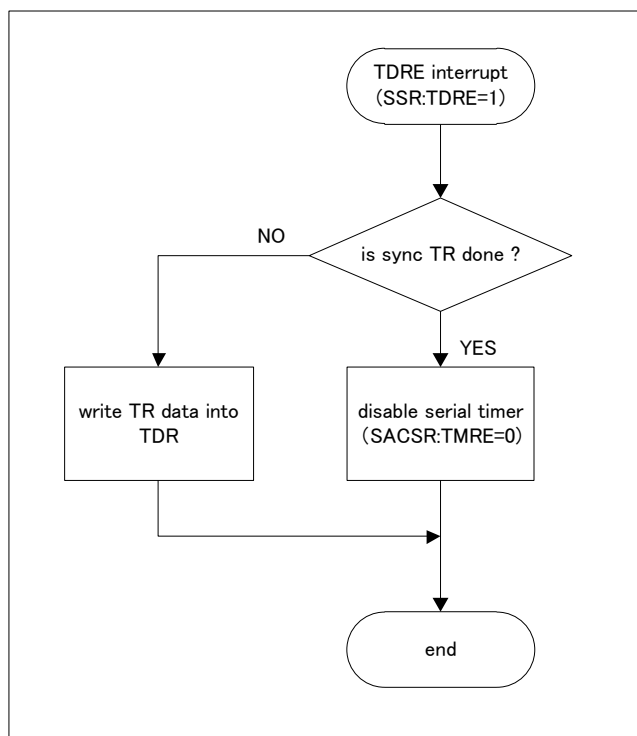 TDRE interrupt
(SSR:TDRE=1)
is sync TR done ?
NO
YES
write TR data into
TDR
disable serial timer
(SACSR:TMRE=0)
end